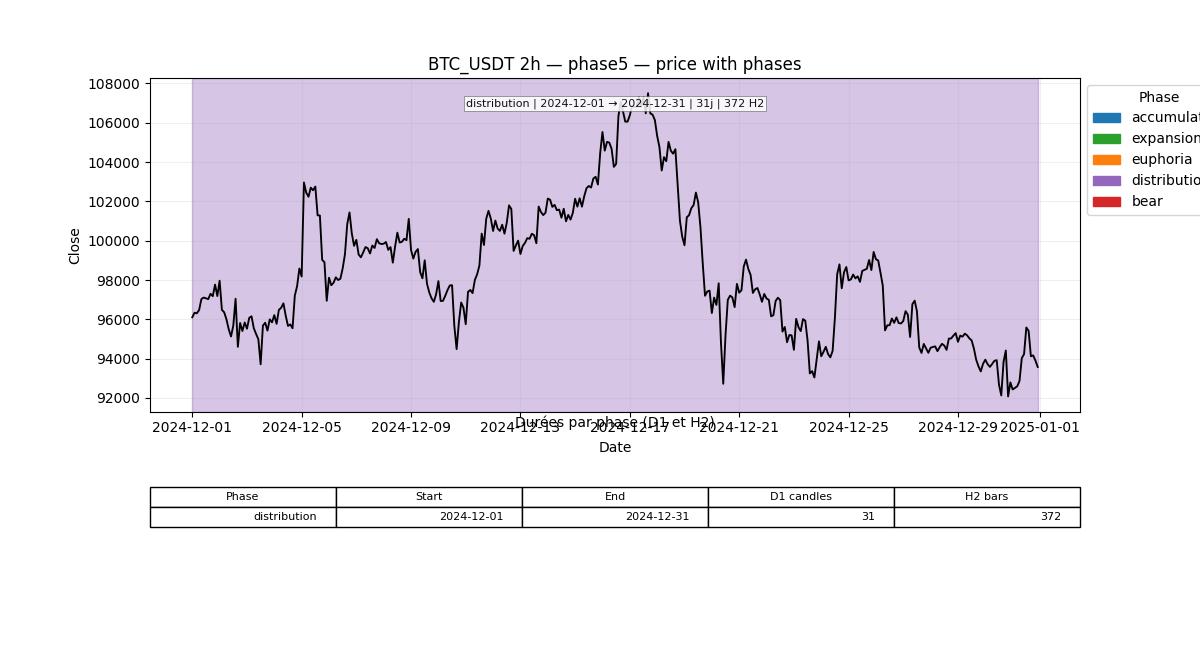 BTC_USDT 2h — phase5 — price with phases
108000
106000
104000
102000
100000
98000
96000
94000
92000
Close
distribution | 2024-12-01 → 2024-12-31 | 31j | 372 H2
Phase
accumulat
expansion
euphoria
distributio
bear
Durées par phase (D1 et H2)
2024-12-01 2024-12-05 2024-12-09 2024-12-13 2024-12-17 2024-12-21 2024-12-25 2024-12-29 2025-01-01
Date
Phase Start End D1 candles H2 bars
distribution 2024-12-01 2024-12-31 31 372